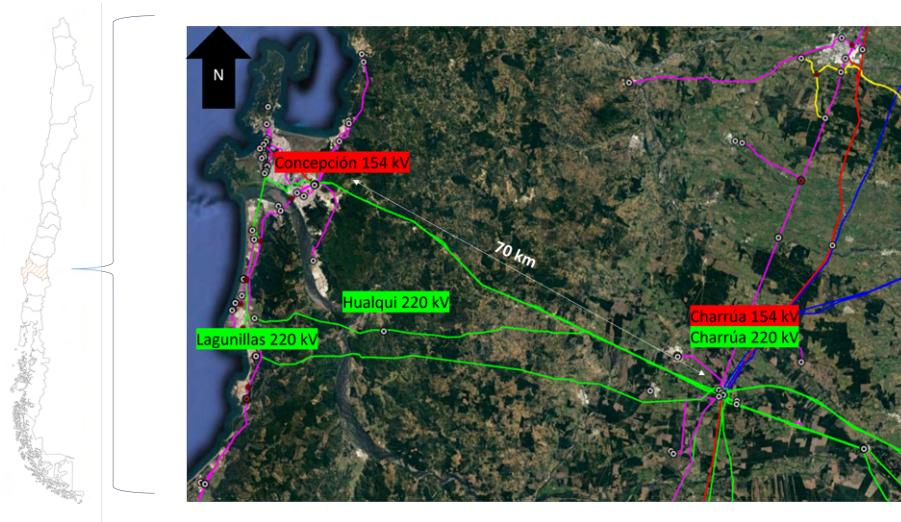 N
Concepción 154 kV
70 km
Hualqui 220 kV
Lagunillas 220 kV
Charrúa 154 kV
Charrúa 220 kV